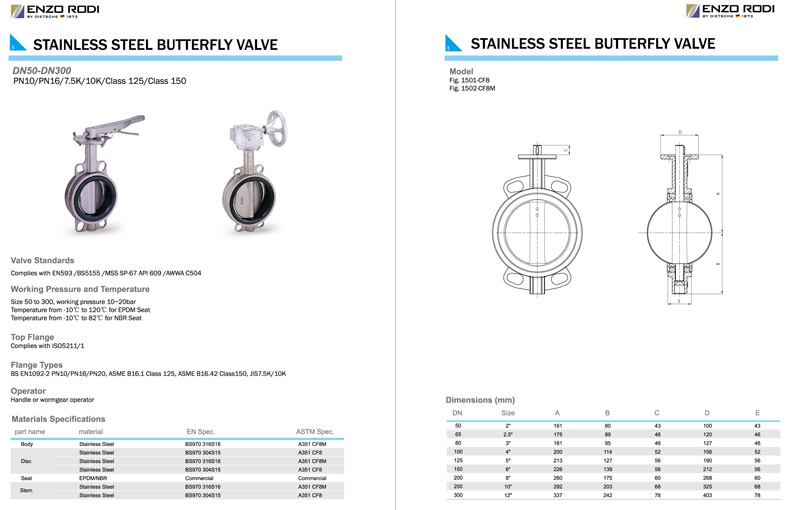 ENZO RODI
BY DIETSCHE 1873
STAINLESS STEEL BUTTERFLY VALVE
DN50-DN300
PN10/PN16/7.5K/10K/Class 125/Class 150
Valve Standards
Complies with EN593 /BS5155 /MSS SP-67 API 609 /AWWA C504
Working Pressure and Temperature
Size 50 to 300, working pressure 10~20bar
Temperature from -10℃ to 120℃ for EPDM Seat
Temperature from -10℃ to 82℃ for NBR Seat
Top Flange
Complies with ISO5211/1
Flange Types
BS EN1092-2 PN10/PN16/PN20, ASME B16.1 Class 125, ASME B16.42 Class150, JIS7.5K/10K
Operator
Handle or wormgear operator
Materials Specifications
part name material EN Spec. ASTM Spec.
Body Stainless Steel BS970 316S16 A351 CF8M
Stainless Steel BS970 304S15 A351 CF8
Disc Stainless Steel BS970 316S16 A351 CF8M
Stainless Steel BS970 304S15 A351 CF8
Seat EPDM/NBR Commercial Commercial
Stem Stainless Steel BS970 316S16 A351 CF8M
Stainless Steel BS970 304S15 A351 CF8
ENZO RODI
BY DIETSCHE 1873
STAINLESS STEEL BUTTERFLY VALVE
Model
Fig. 1501-CF8
Fig. 1502-CF8M
C
D
A
B
E
Dimensions (mm)
DN Size A B C D E
50 2" 161 80 43 100 43
65 2.5" 175 89 46 120 46
80 3" 181 95 46 127 46
100 4" 200 114 52 156 52
125 5" 213 127 56 190 56
150 6" 226 139 56 212 56
200 8" 260 175 60 268 60
250 10" 292 203 68 325 68
300 12" 337 242 78 403 78